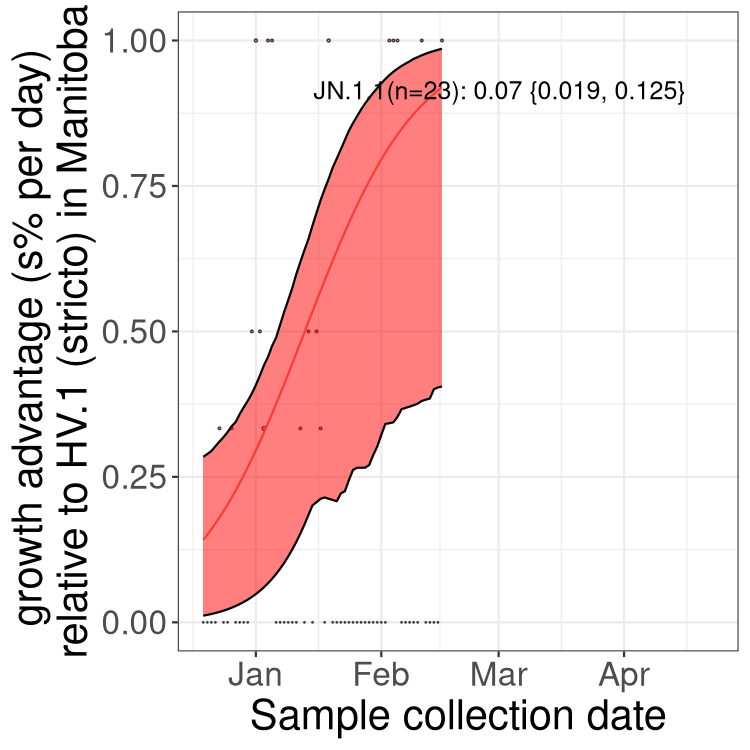 growth advantage (s% per day)
relative to HV.1 (stricto) in Manitoba
1.00
0.75
0.50
0.25
0.00
JN.1.1(n=23): 0.07 {0.019, 0.125}
Jan Feb Mar Apr
Sample collection date